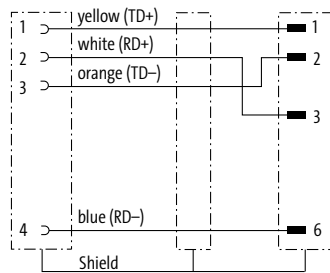 yellow (TD+)
1 1
white (RD+)
2 2
orange (TD–)
3
3
blue (RD–)
4 6
Shield